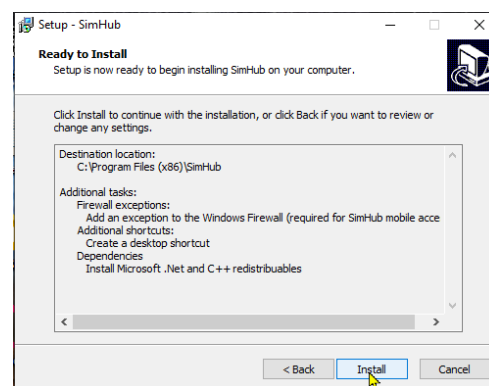 Setup - SimHub
Ready to Install
Setup is now ready to begin installing SimHub on your computer.
Click Install to continue with the installation, or click Back if you want to review or
change any settings.
Destination location:
C:\Program Files (x86)\SimHub
Additional tasks:
Firewall exceptions:
Add an exception to the Windows Firewall (required for SimHub mobile acce
Additional shortcuts:
Create a desktop shortcut
Dependencies
Install Microsoft .Net and C++ redistribuables
< Back
Install
Cancel